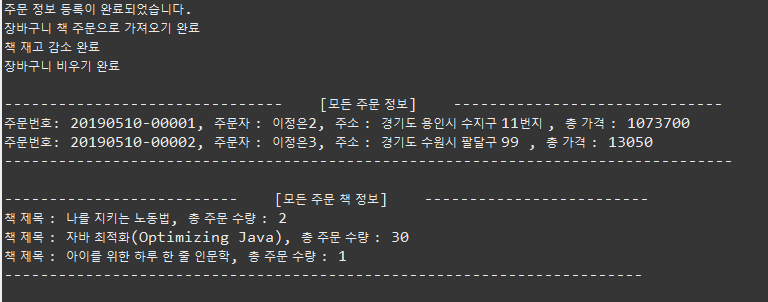 주문 정보 등록이 완료되었습니다.
장바구니 책 주문으로 가져오기 완료
책 재고 감소 완료
장바구니 비우기 완료
------------------------------ [모든 주문 정보] -----------------------------
주문번호: 20190510-00001, 주문자 : 이정은2, 주소 : 경기도 용인시 수지구 11번지 , 총 가격 : 1073700
주문번호: 20190510-00002, 주문자 : 이정은3, 주소 : 경기도 수원시 팔달구 99 , 총 가격 : 13050
-------------------------------------------------------------------------------
------------------------- [모든 주문 책 정보] ------------------------
책 제목 : 나를 지키는 노동법, 총 주문 수량 : 2
책 제목 : 자바 최적화(Optimizing Java), 총 주문 수량 : 30
책 제목 : 아이를 위한 하루 한 줄 인문학, 총 주문 수량 : 1
---------------------------------------------------------------------